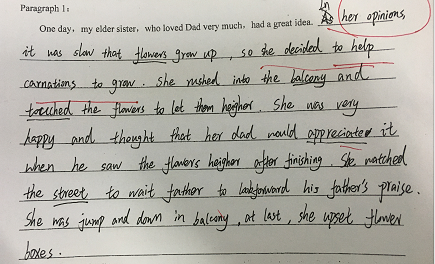 Paragraph 1:
One day, my elder sister, who loved Dad very much, had a great idea. In her opinions,
it was slow that flowers grow up, so she decided to help
carnations to grow. She rushed into the balcony and
touched the flowers to let them heigher. She was very
happy and thought that her dad would appreciated it
when he saw the flowers heigher after finishing. She watched
the street to wait father to lookforward his father's praise.
She was jump and down in balcony, at last, she upset flower
boxes.